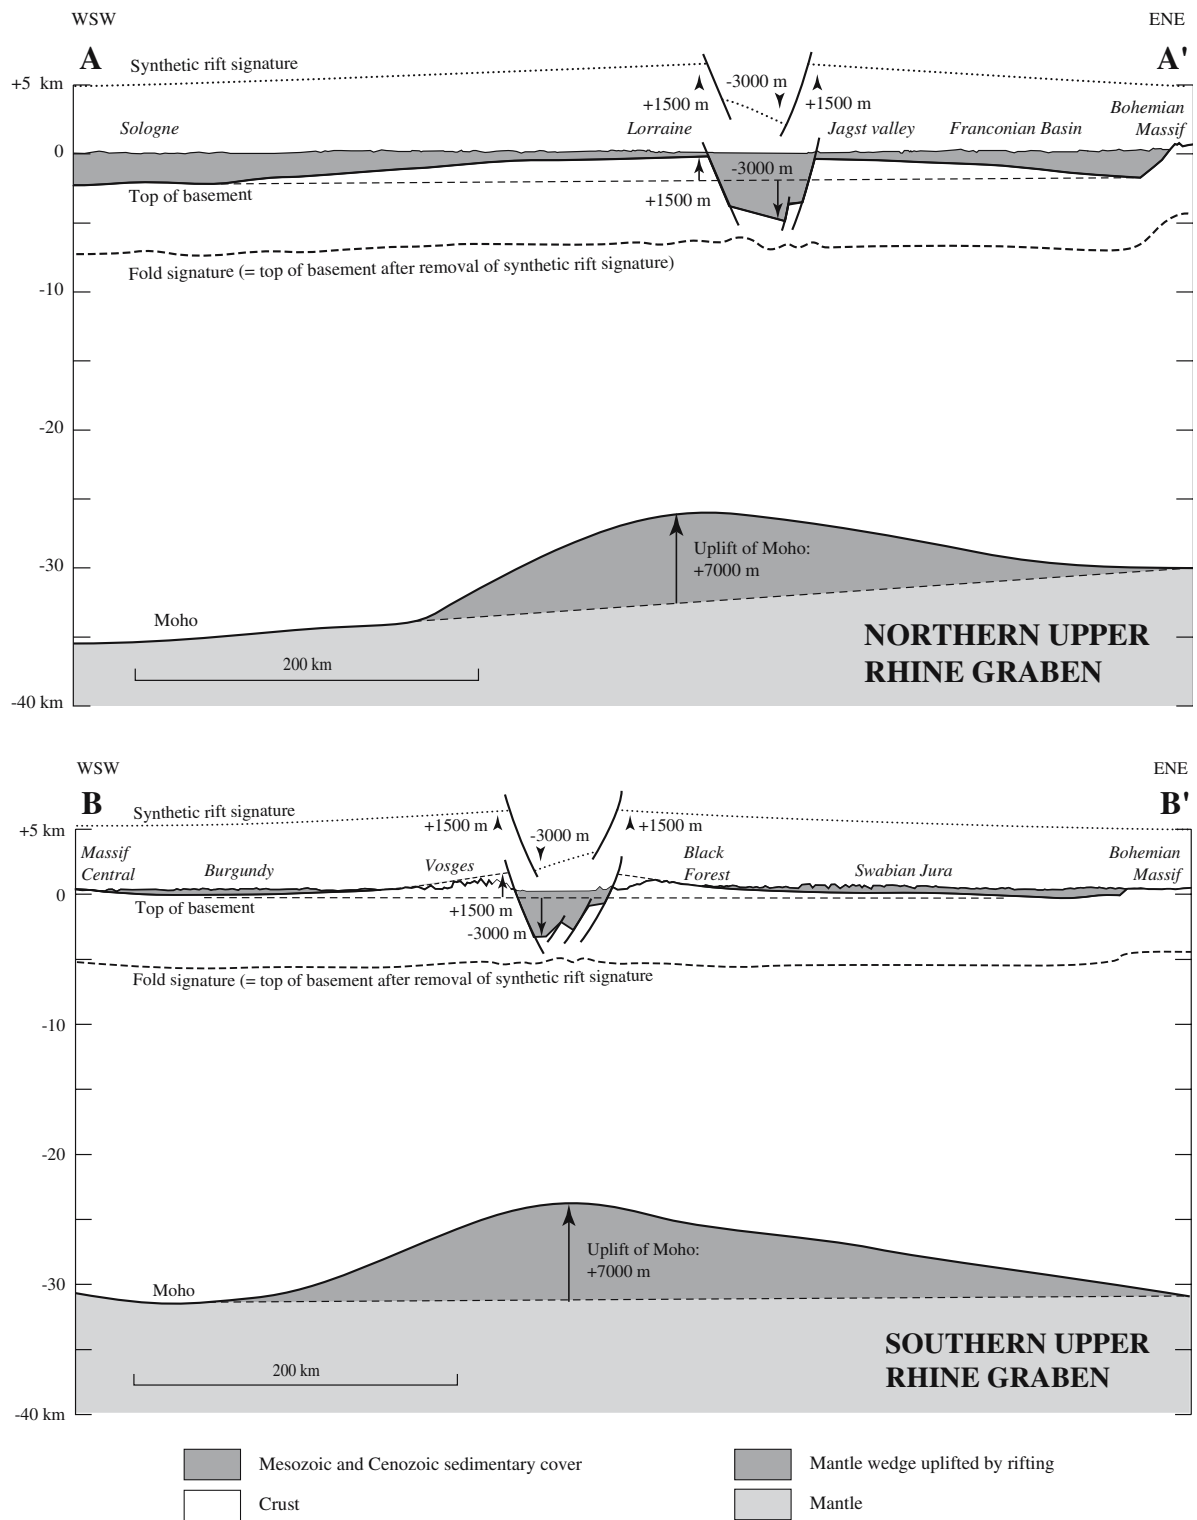 WSW
ENE
A
A'
Synthetic rift signature
+5 km
-3000 m
+1500 m
+1500 m
Bohemian
Massif
Sologne
Lorraine
Jagst valley
Franconian Basin
0
-3000 m
Top of basement
+1500 m
Fold signature (= top of basement after removal of synthetic rift signature)
-10
-20
Uplift of Moho:
+7000 m
-30
Moho
NORTHERN UPPER
RHINE GRABEN
200 km
-40 km
WSW
ENE
B
B'
Synthetic rift signature
+5 km
+1500 m
-3000 m
+1500 m
Massif
Central
Burgundy
Vosges
Black
Forest
Swabian Jura
Bohemian
Massif
0
Top of basement
+1500 m
-3000 m
Fold signature (= top of basement after removal of synthetic rift signature
-10
-20
Uplift of Moho:
+7000 m
-30
Moho
SOUTHERN UPPER
RHINE GRABEN
200 km
-40 km
Mesozoic and Cenozoic sedimentary cover
Mantle wedge uplifted by rifting
Crust
Mantle